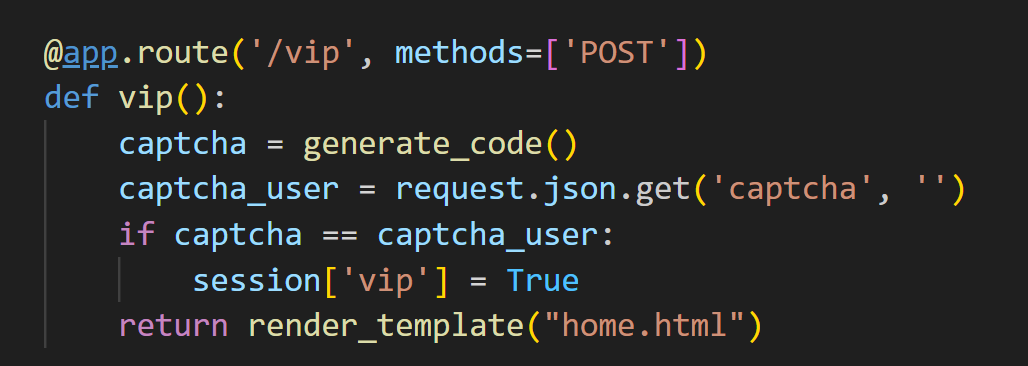 @app.route('/vip', methods=['POST'])
def vip():
    captcha = generate_code()
    captcha_user = request.json.get('captcha', '')
    if captcha == captcha_user:
        session['vip'] = True
    return render_template("home.html")